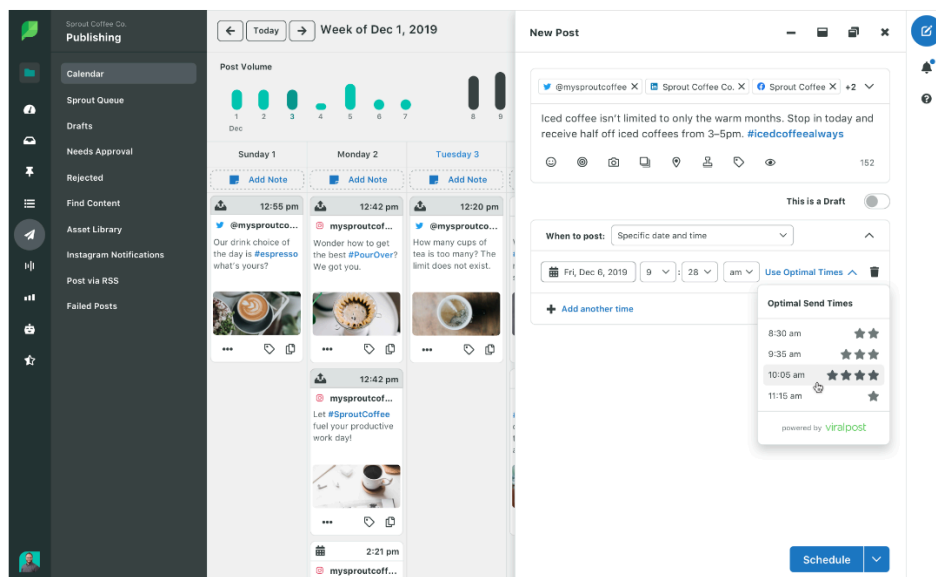 Sprout Coffee Co.
Publishing
Calendar
Sprout Queue
Drafts
Needs Approval
Rejected
Find Content
Asset Library
Instagram Notifications
Post via RSS
Failed Posts
Today
Week of Dec 1, 2019
Post Volume
1 2 3 4 5 6 7 8 9
Dec
Sunday 1
Monday 2
Tuesday 3
Add Note
Add Note
Add Note
12:55 pm
@mysproutco...
Our drink choice of
the day is #espresso
what's yours?
12:42 pm
mysproutcof...
Wonder how to get
the best #PourOver?
We got you.
12:20 pm
@mysproutco...
How many cups of
tea is too many? The
limit does not exist.
12:42 pm
mysproutcof...
Let #SproutCoffee
fuel your productive
work day!
2:21 pm
mysproutcoff...
New Post
@mysproutcoffee
Sprout Coffee Co.
Sprout Coffee
+2
Iced coffee isn't limited to only the warm months. Stop in today and
receive half off iced coffees from 3–5pm. #icedcoffeealways
152
This is a Draft
When to post: Specific date and time
Fri, Dec 6, 2019 9 : 28 am Use Optimal Times
Add another time
Optimal Send Times
8:30 am
9:35 am
10:05 am
11:15 am
powered by viralpost
Schedule